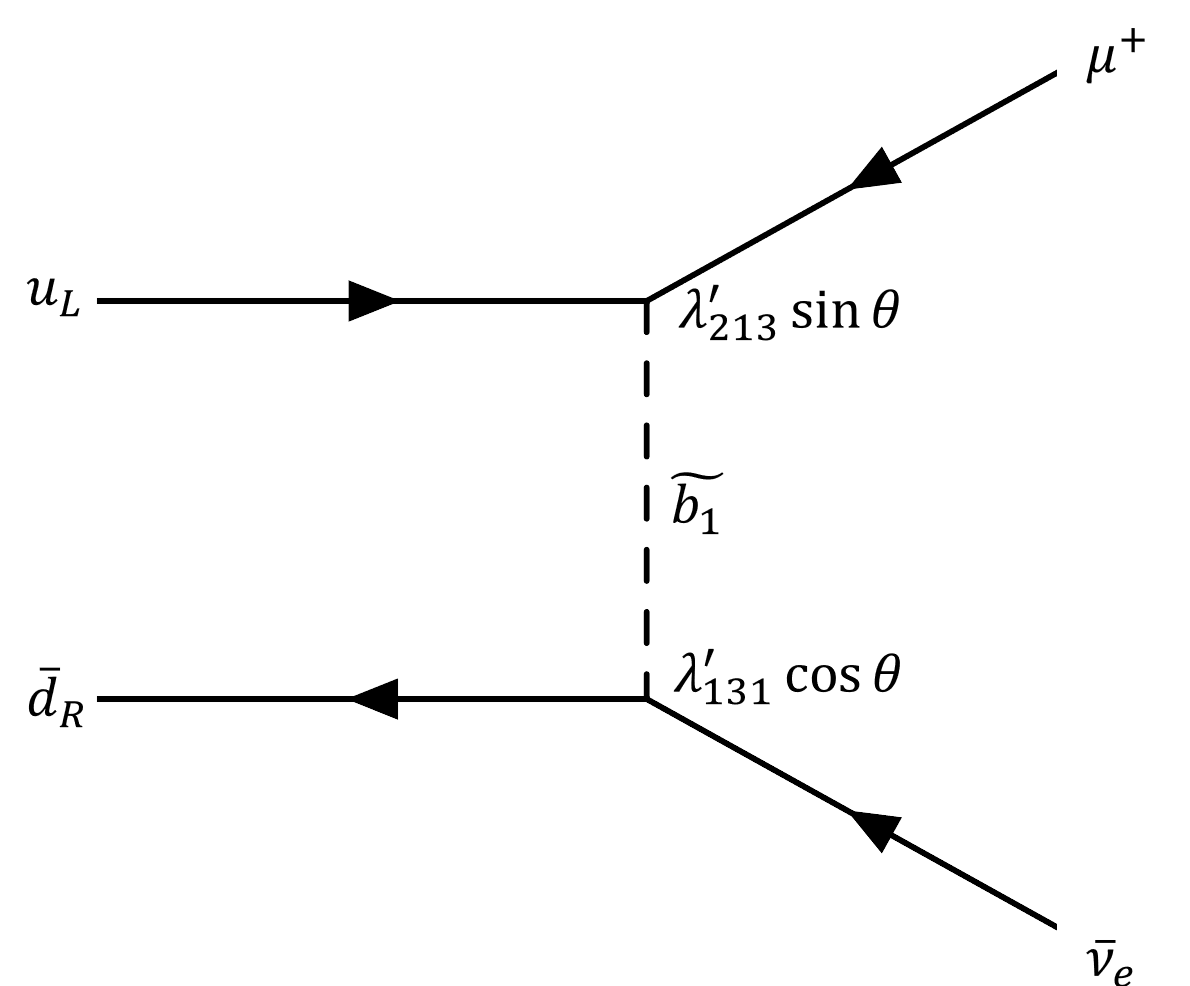 μ⁺
u_L
λ′₂₁₃ sin θ
b̃₁
d̄_R
λ′₁₃₁ cos θ
ν̄_e